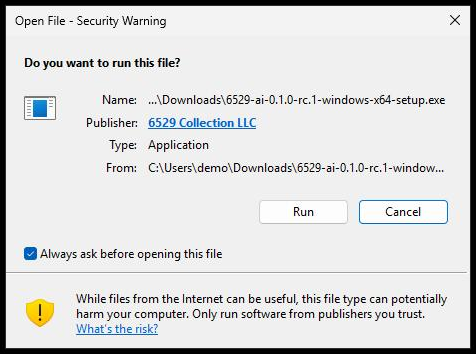 Open File - Security Warning
Do you want to run this file?
Name: ...\Downloads\6529-ai-0.1.0-rc.1-windows-x64-setup.exe
Publisher: 6529 Collection LLC
Type: Application
From: C:\Users\demo\Downloads\6529-ai-0.1.0-rc.1-window...
Run Cancel
Always ask before opening this file
While files from the Internet can be useful, this file type can potentially
harm your computer. Only run software from publishers you trust.
What's the risk?